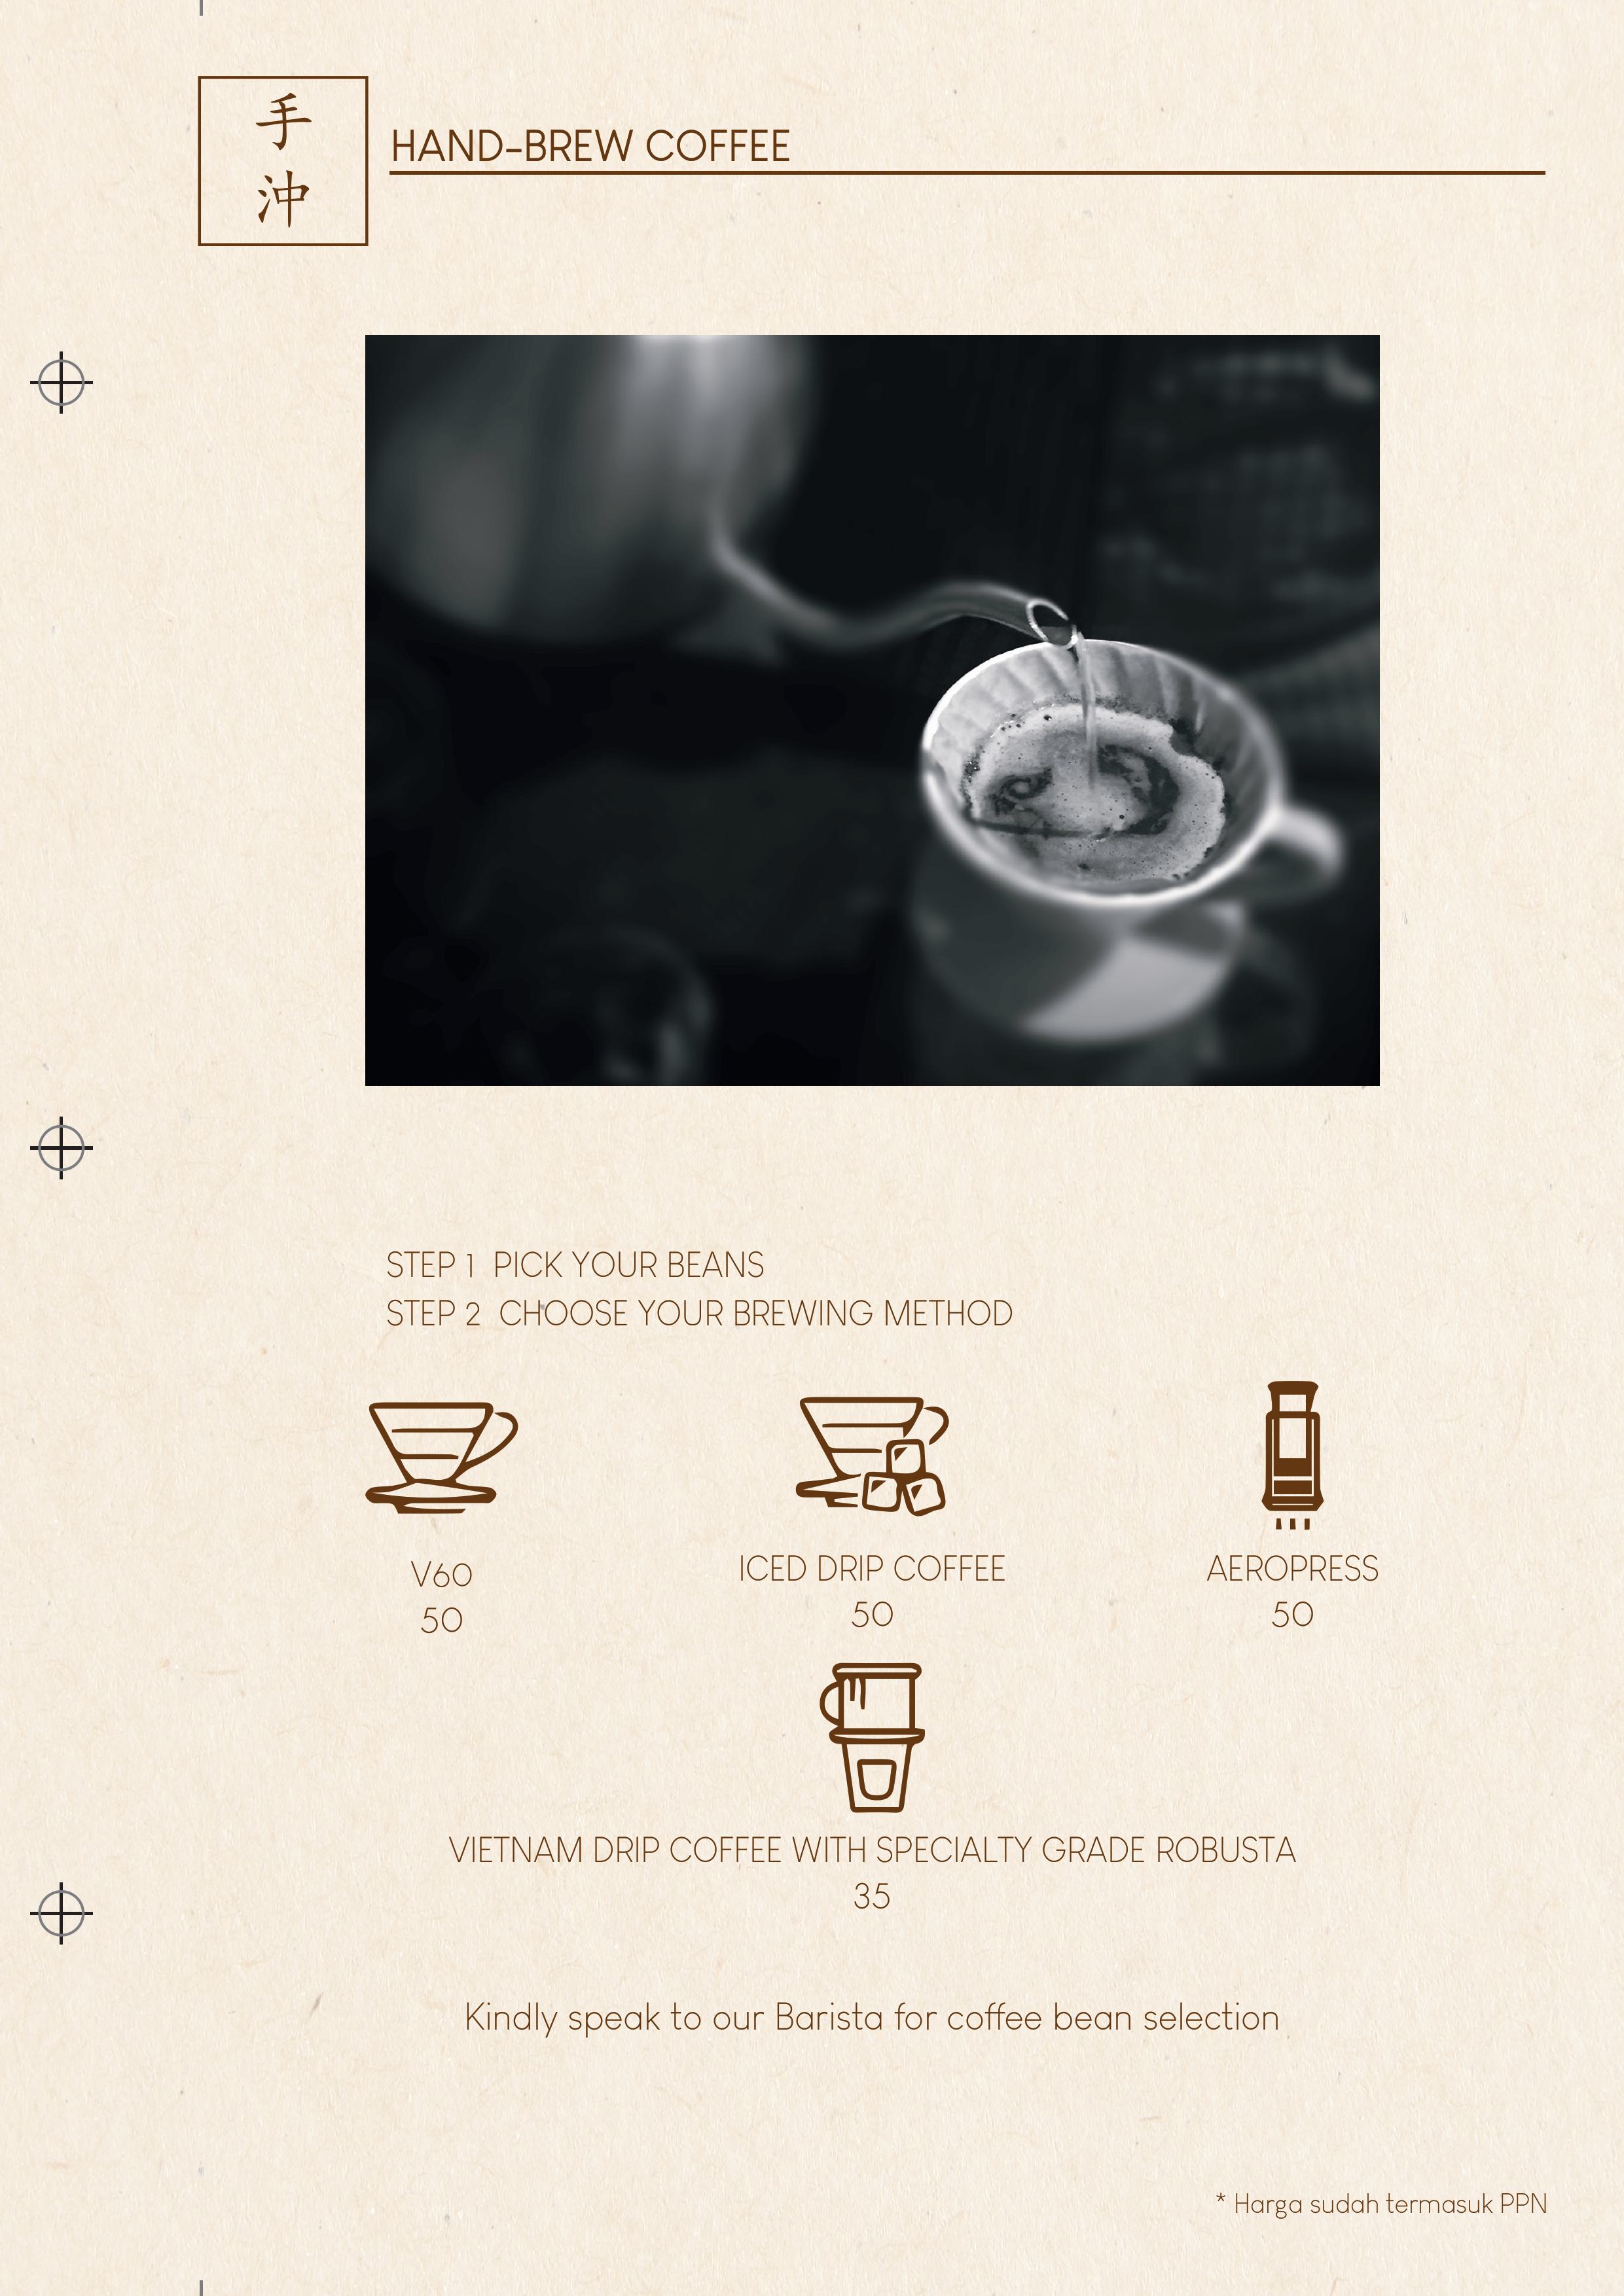 手
沖
HAND-BREW COFFEE
STEP 1 PICK YOUR BEANS
STEP 2 CHOOSE YOUR BREWING METHOD
V60
50
ICED DRIP COFFEE
50
AEROPRESS
50
VIETNAM DRIP COFFEE WITH SPECIALTY GRADE ROBUSTA
35
Kindly speak to our Barista for coffee bean selection
* Harga sudah termasuk PPN